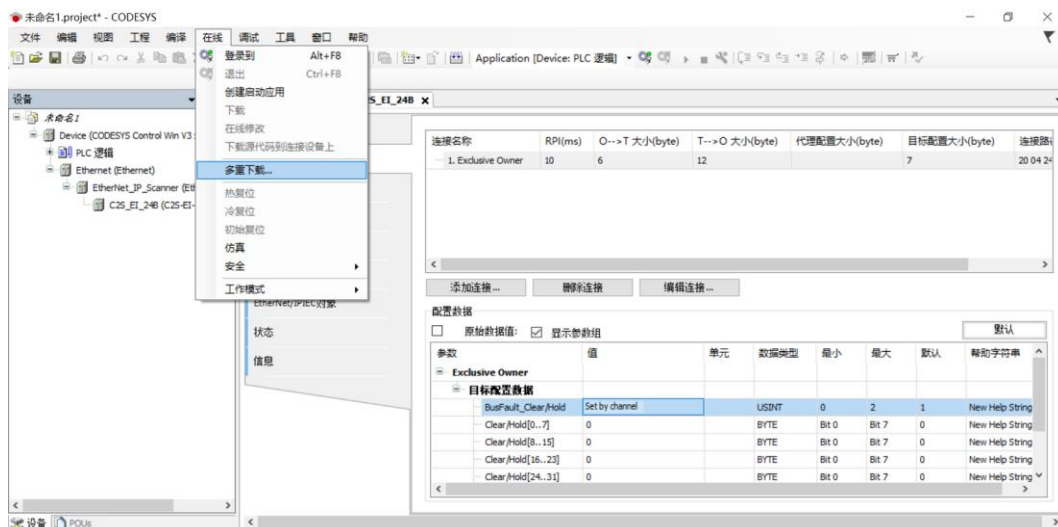 未命名1.project* - CODESYS
文件 编辑 视图 工程 编译 在线 调试 工具 窗口 帮助
Application [Device: PLC 逻辑]
登录到 Alt+F8
退出 Ctrl+F8
创建启动应用
下载
在线修改
下载源代码到连接设备上
多重下载...
热复位
冷复位
初始复位
仿真
安全
工作模式
设备
未命名1
Device (CODESYS Control Win V3
PLC 逻辑
Ethernet (Ethernet)
EtherNet_IP_Scanner (Eth
C2S_EI_24B (C2S-EI-
设备 POUs
2S_EI_24B
EtherNet/IPIEC对象
状态
信息
连接名称 RPI(ms) O-->T 大小(byte) T-->O 大小(byte) 代理配置大小(byte) 目标配置大小(byte) 连接路
1. Exclusive Owner 10 6 12 7 20 04 24
添加连接... 删除连接 编辑连接...
配置数据
原始数据值: 显示参数组 默认
参数 值 单元 数据类型 最小 最大 默认 帮助字符串
Exclusive Owner
目标配置数据
BusFault_Clear/Hold Set by channel USINT 0 2 1 New Help String
Clear/Hold[0..7] 0 BYTE Bit 0 Bit 7 0 New Help String
Clear/Hold[8..15] 0 BYTE Bit 0 Bit 7 0 New Help String
Clear/Hold[16..23] 0 BYTE Bit 0 Bit 7 0 New Help String
Clear/Hold[24..31] 0 BYTE Bit 0 Bit 7 0 New Help String